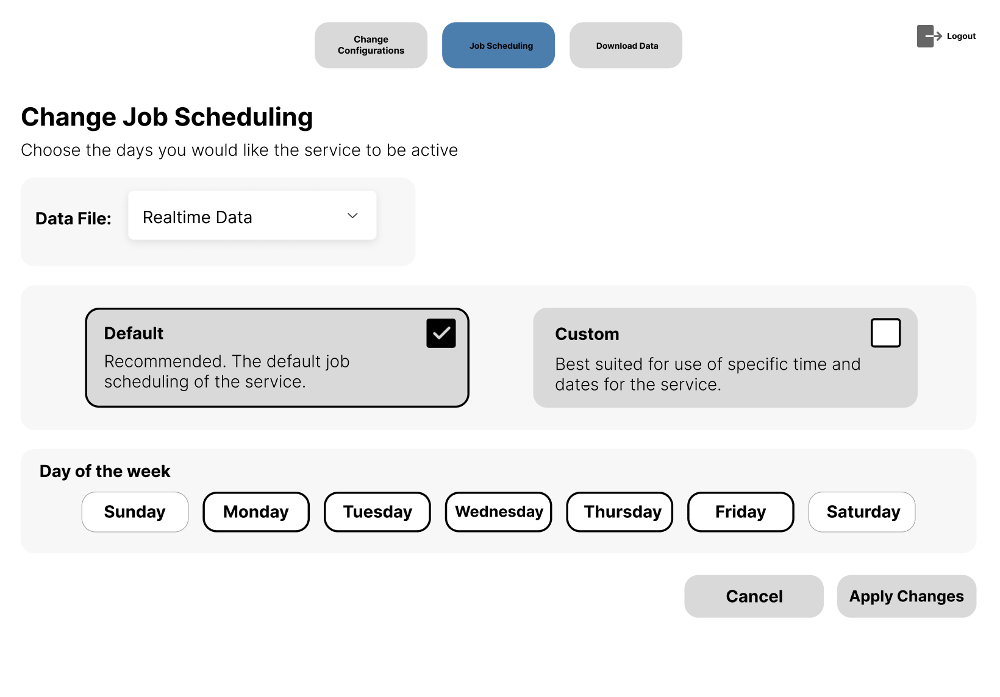 Change
Configurations
Job Scheduling
Download Data
Logout
Change Job Scheduling
Choose the days you would like the service to be active
Data File:
Realtime Data
Default
Recommended. The default job
scheduling of the service.
Custom
Best suited for use of specific time and
dates for the service.
Day of the week
Sunday
Monday
Tuesday
Wednesday
Thursday
Friday
Saturday
Cancel
Apply Changes